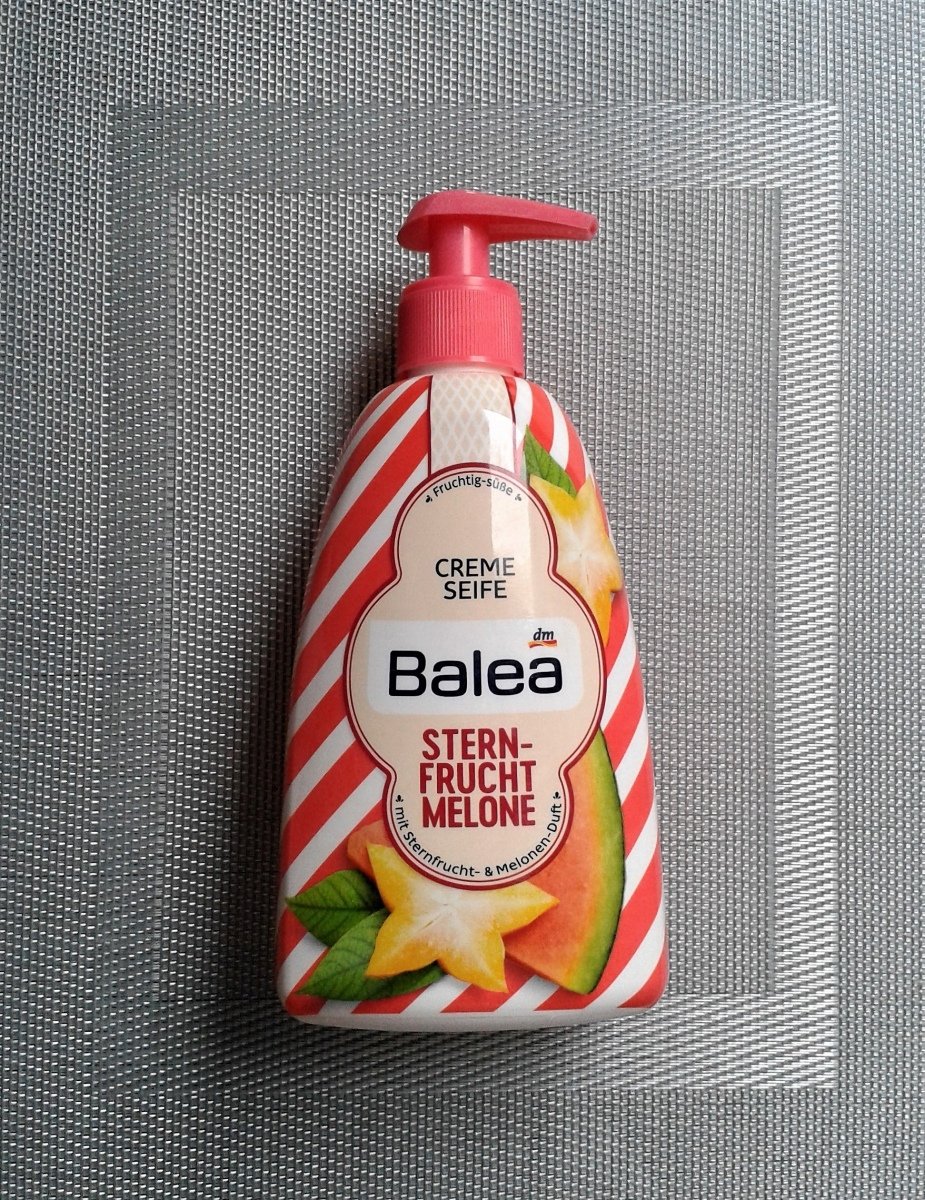 Fruchtig-süße
CREME
SEIFE
dm
Balea
STERN-
FRUCHT
MELONE
mit Sternfrucht- & Melonen-Duft